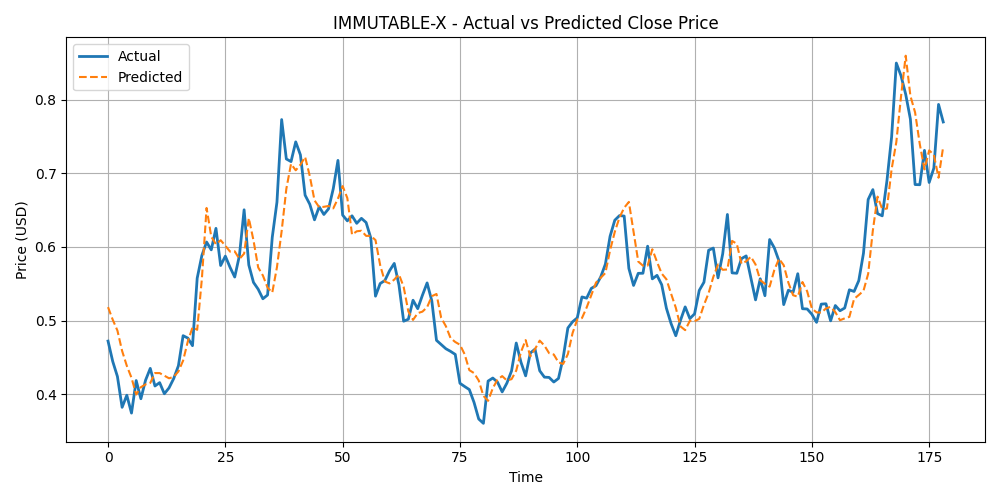 IMMUTABLE-X - Actual vs Predicted Close Price
Actual
Predicted
Price (USD)
0.8
0.7
0.6
0.5
0.4
0 25 50 75 100 125 150 175
Time